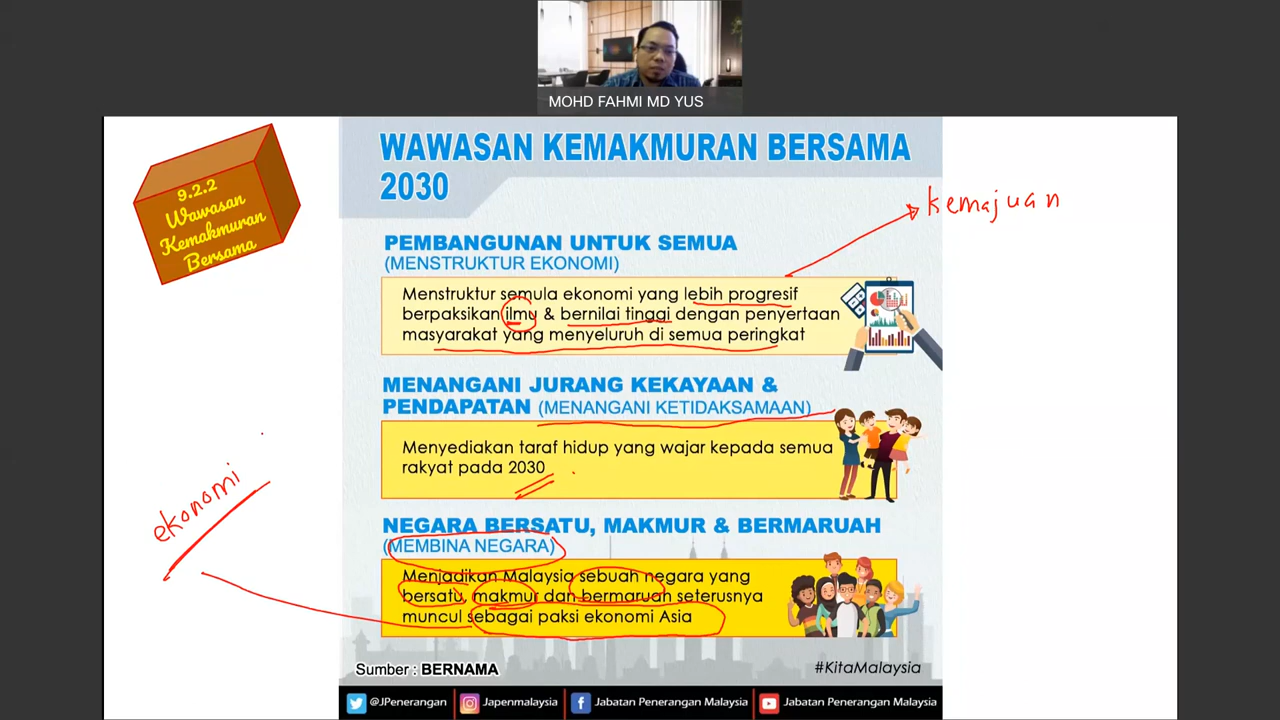 MOHD FAHMI MD YUS
9.2.2
Wawasan
Kemakmuran
Bersama
WAWASAN KEMAKMURAN BERSAMA
2030
kemajuan
PEMBANGUNAN UNTUK SEMUA
(MENSTRUKTUR EKONOMI)
Menstruktur semula ekonomi yang lebih progresif
berpaksikan ilmu & bernilai tinggi dengan penyertaan
masyarakat yang menyeluruh di semua peringkat
MENANGANI JURANG KEKAYAAN &
PENDAPATAN (MENANGANI KETIDAKSAMAAN)
Menyediakan taraf hidup yang wajar kepada semua
rakyat pada 2030
ekonomi
NEGARA BERSATU, MAKMUR & BERMARUAH
(MEMBINA NEGARA)
Menjadikan Malaysia sebuah negara yang
bersatu, makmur dan bermaruah seterusnya
muncul sebagai paksi ekonomi Asia
Sumber : BERNAMA
#KitaMalaysia
@JPenerangan
Japenmalaysia
Jabatan Penerangan Malaysia
Jabatan Penerangan Malaysia